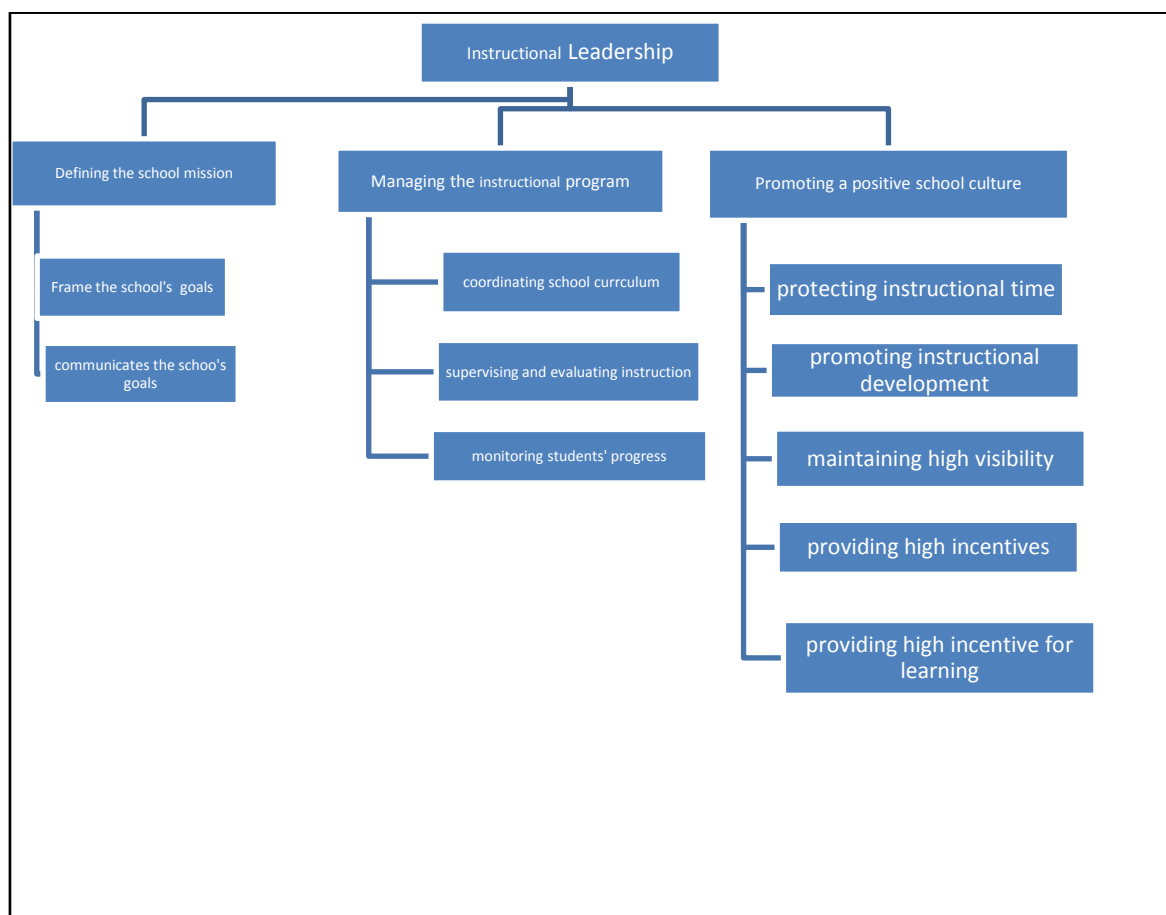 Instructional Leadership
Defining the school mission
Frame the school's goals
communicates the schoo's
goals
Managing the instructional program
coordinating school currculum
supervising and evaluating instruction
monitoring students' progress
Promoting a positive school culture
protecting instructional time
promoting instructional
development
maintaining high visibility
providing high incentives
providing high incentive for
learning